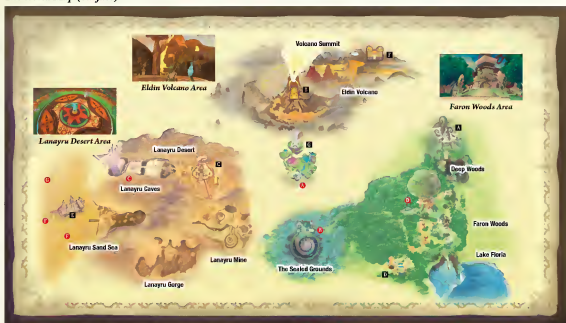 Volcano Summit
Eldin Volcano Area
Eldin Volcano
Faron Woods Area
Lanayru Desert Area
Lanayru Desert
Deep Woods
Lanayru Caves
Faron Woods
Lanayru Sand Sea
Lanayru Mine
The Sealed Grounds
Lake Floria
Lanayru Gorge
A
C
D